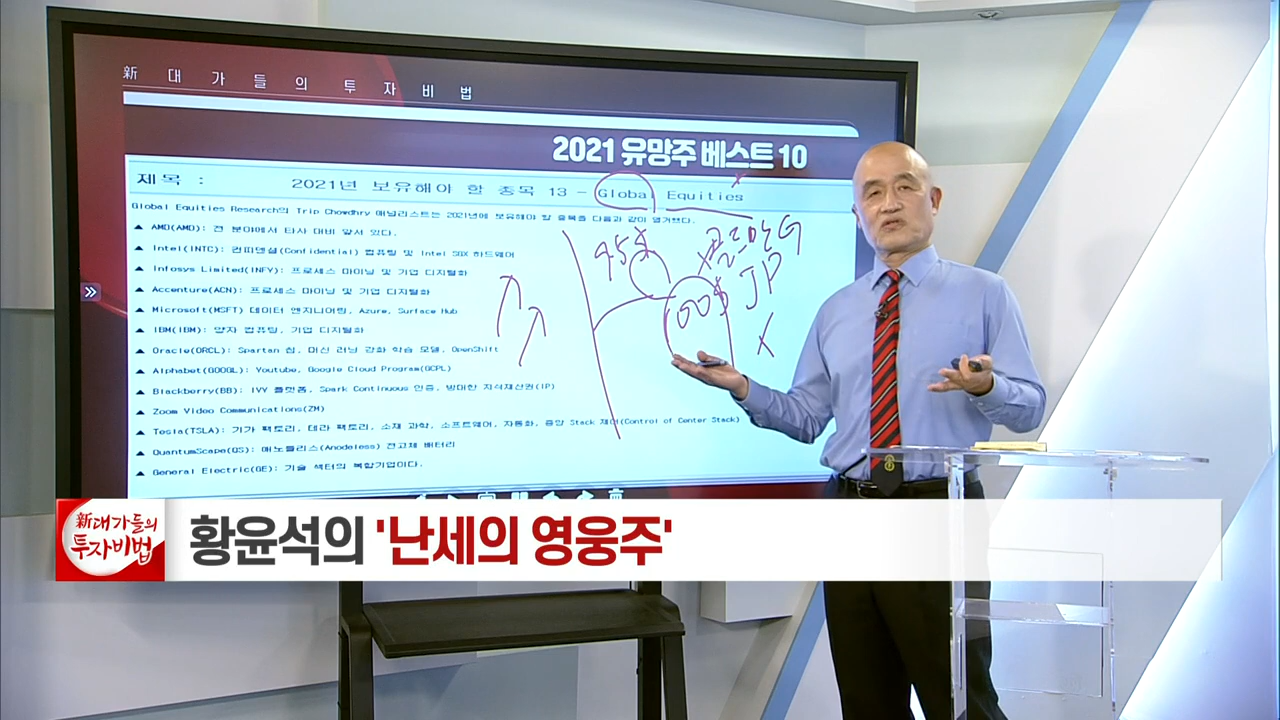 新 대 가 들 의 투 자 비 법
2021 유망주 베스트 10
제목 : 2021년 보유해야 할 종목 13 - Global Equities
Global Equities Research의 Trip Chowdhry 애널리스트는 2021년에 보유해야 할 종목을 다음과 같이 열거했다.
▲ AMD(AMD): 전 분야에서 타사 대비 앞서 있다.
▲ Intel(INTC): 컨피덴셜(Confidential) 컴퓨팅 및 Intel SGX 하드웨어
▲ Infosys Limited(INFY): 프로세스 마이닝 및 기업 디지털화
▲ Accenture(ACN): 프로세스 마이닝 및 기업 디지털화
▲ Microsoft(MSFT) 데이터 엔지니어링, Azure, Surface Hub
▲ IBM(IBM): 양자 컴퓨팅, 기업 디지털화
▲ Oracle(ORCL): Spartan 칩, 머신 러닝 강화 학습 모델, OpenShift
▲ Alphabet(GOOGL): Youtube, Google Cloud Program(GCPL)
▲ Blackberry(BB): IVY 플랫폼, Spark Continuous 인증, 방대한 지식재산권(IP)
▲ Zoom Video Communications(ZM)
▲ Tesla(TSLA): 기가 팩토리, 테라 팩토리, 소재 과학, 소프트웨어, 자동화, 중앙 Stack 제어(Control of Center Stack)
▲ QuantumScape(QS): 애노들리스(Anodeless) 전고체 배터리
▲ General Electric(GE): 기술 섹터의 복합기업이다.
95$
골드만 G
JP
X
00$
新대가들의
투자비법
황윤석의 '난세의 영웅주'